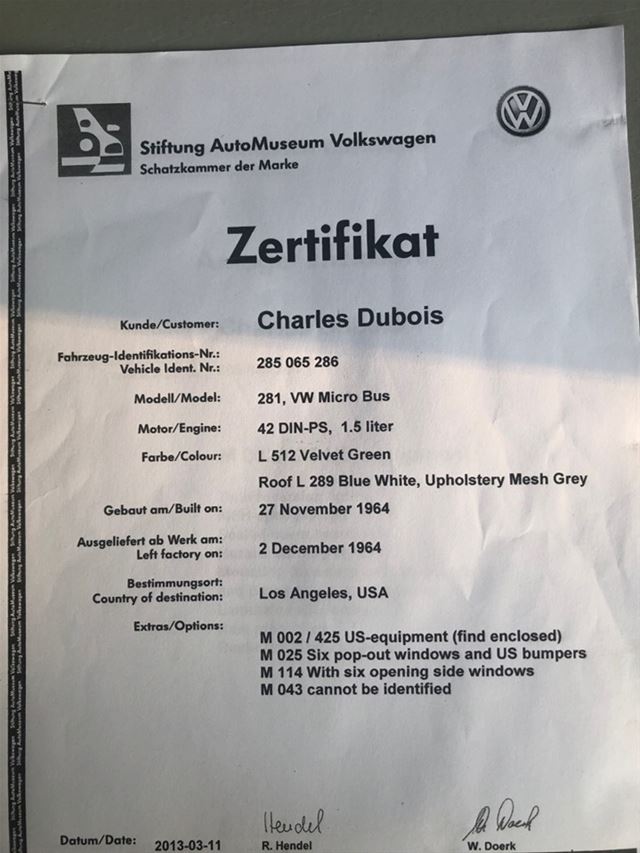 Stiftung AutoMuseum Volkswagen
Schatzkammer der Marke
Zertifikat
Kunde/Customer: Charles Dubois
Fahrzeug-Identifikations-Nr.:
Vehicle Ident. Nr.: 285 065 286
Modell/Model: 281, VW Micro Bus
Motor/Engine: 42 DIN-PS, 1.5 liter
Farbe/Colour: L 512 Velvet Green
Roof L 289 Blue White, Upholstery Mesh Grey
Gebaut am/Built on: 27 November 1964
Ausgeliefert ab Werk am:
Left factory on: 2 December 1964
Bestimmungsort:
Country of destination: Los Angeles, USA
Extras/Options: M 002 / 425 US-equipment (find enclosed)
M 025 Six pop-out windows and US bumpers
M 114 With six opening side windows
M 043 cannot be identified
Hendel
W. Doerk
Datum/Date: 2013-03-11 R. Hendel W. Doerk